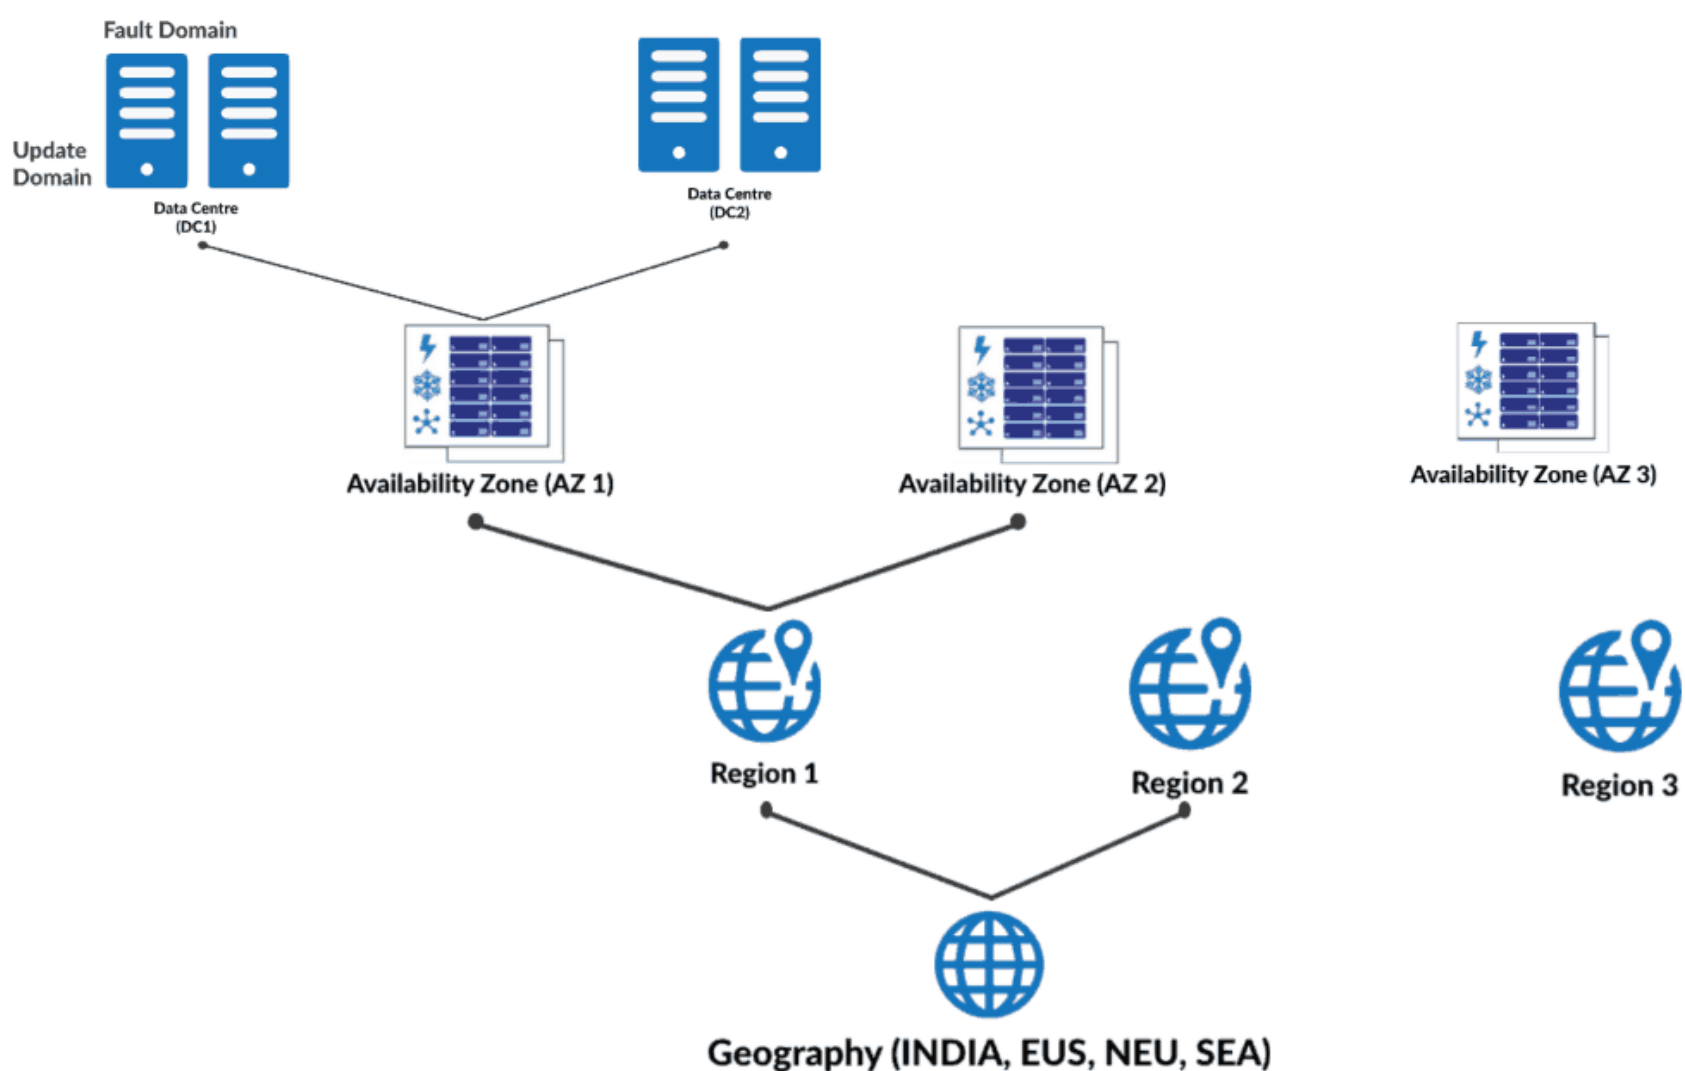 Fault Domain
Update
Domain
Data Centre
(DC1)
Data Centre
(DC2)
Availability Zone (AZ 1)
Availability Zone (AZ 2)
Availability Zone (AZ 3)
Region 1
Region 2
Region 3
Geography (INDIA, EUS, NEU, SEA)